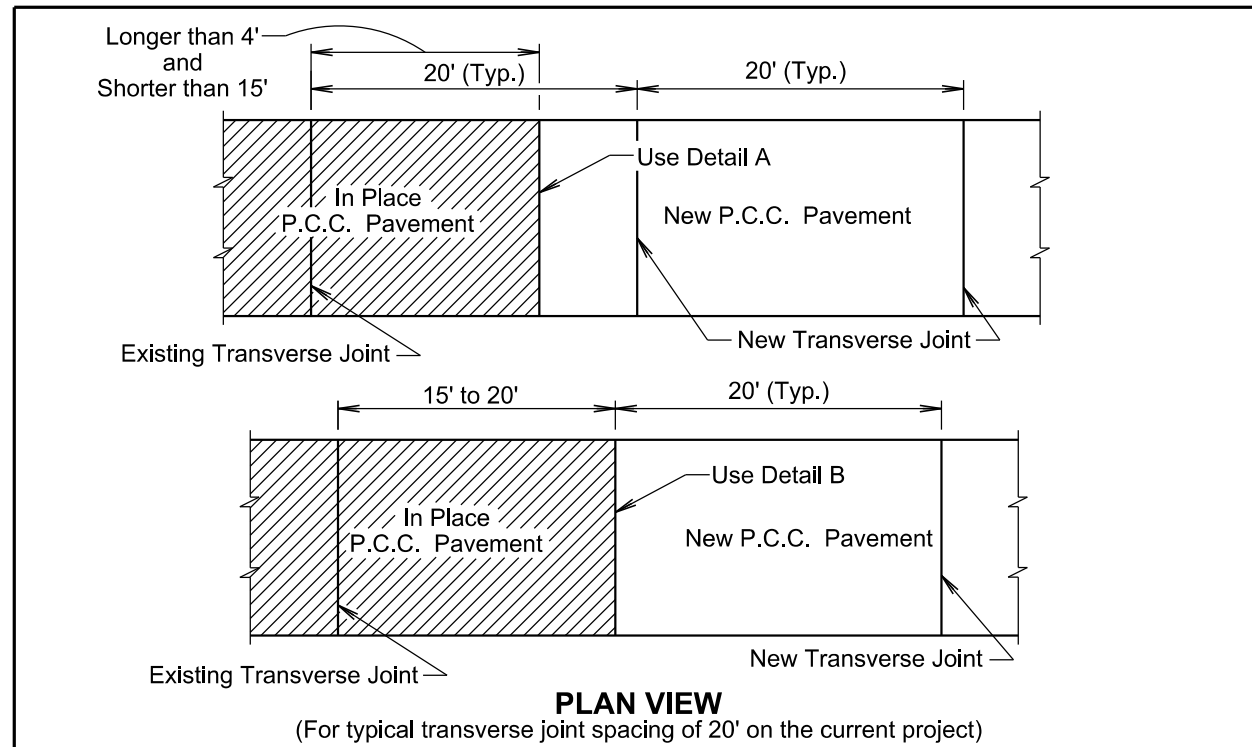 Longer than 4'
and
Shorter than 15'
20' (Typ.)
20' (Typ.)
Use Detail A
In Place
P.C.C. Pavement
New P.C.C. Pavement
Existing Transverse Joint
New Transverse Joint
15' to 20'
20' (Typ.)
Use Detail B
In Place
P.C.C. Pavement
New P.C.C. Pavement
Existing Transverse Joint
New Transverse Joint
PLAN VIEW
(For typical transverse joint spacing of 20' on the current project)